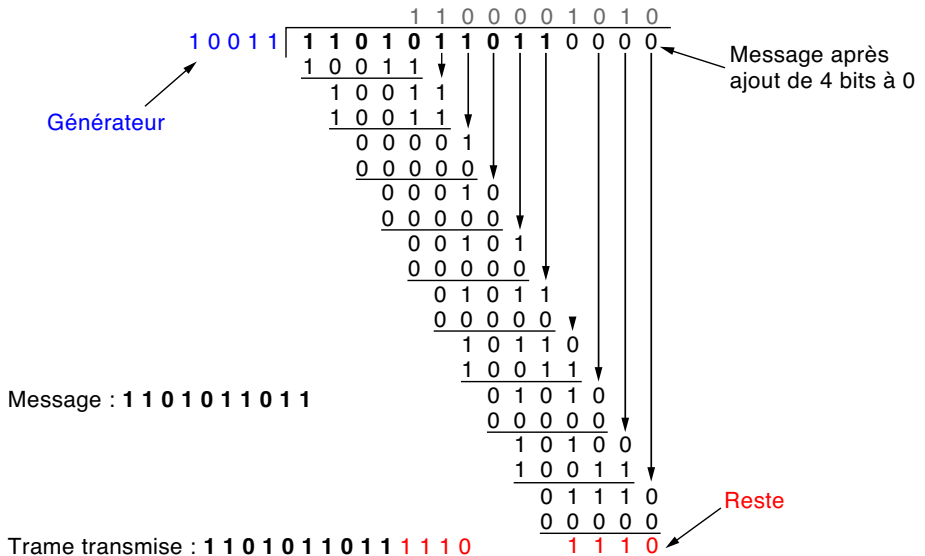 1 1 0 0 0 0 1 0 1 0
1 0 0 1 1 1 1 0 1 0 1 1 0 1 1 0 0 0 0
Message après
ajout de 4 bits à 0
1 0 0 1 1
Générateur
1 0 0 1 1
1 0 0 1 1
0 0 0 0 1
0 0 0 0 0
0 0 0 1 0
0 0 0 0 0
0 0 1 0 1
0 0 0 0 0
0 1 0 1 1
0 0 0 0 0
1 0 1 1 0
1 0 0 1 1
0 1 0 1 0
Message : 1 1 0 1 0 1 1 0 1 1
0 0 0 0 0
1 0 1 0 0
1 0 0 1 1
0 1 1 1 0
Reste
0 0 0 0 0
1 1 1 0
Trame transmise : 1 1 0 1 0 1 1 0 1 1 1 1 1 0